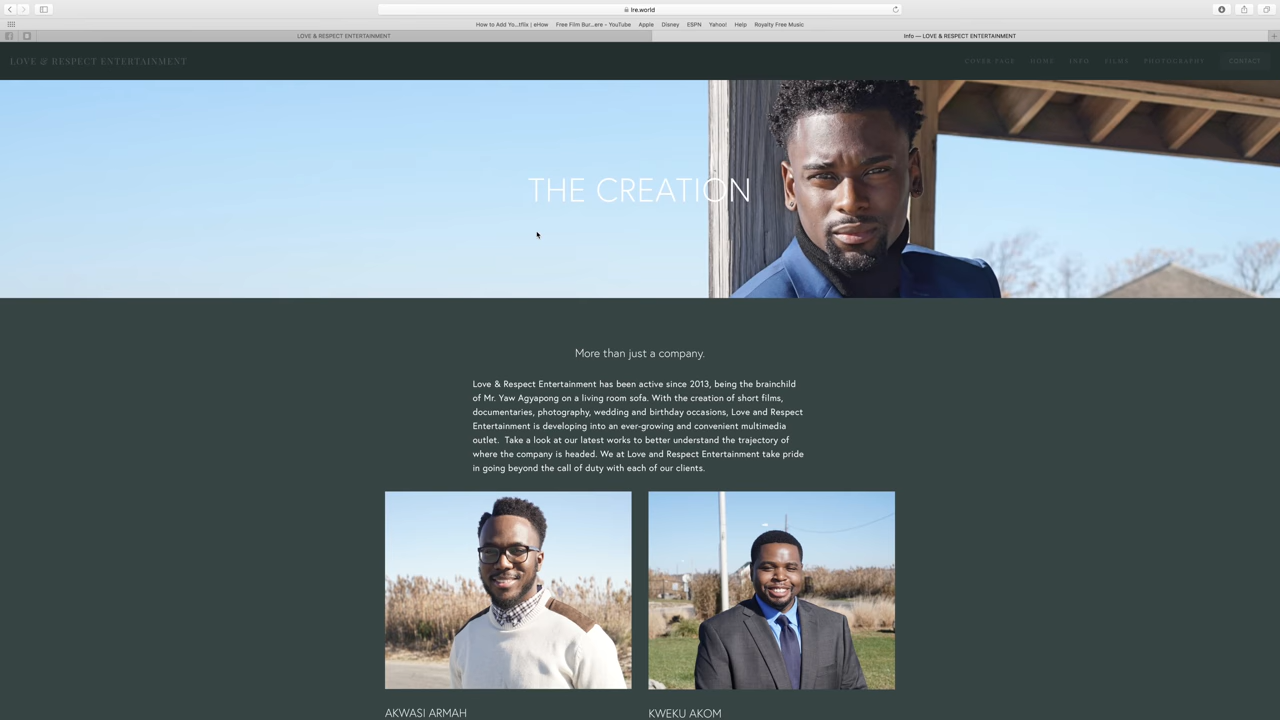 lre.world
How to Add Yo...tflix | eHow Free Film Bur...ere - YouTube Apple Disney ESPN Yahoo! Help Royalty Free Music
LOVE & RESPECT ENTERTAINMENT Info — LOVE & RESPECT ENTERTAINMENT
LOVE & RESPECT ENTERTAINMENT COVER PAGE HOME INFO FILMS PHOTOGRAPHY CONTACT
THE CREATION
More than just a company.
Love & Respect Entertainment has been active since 2013, being the brainchild
of Mr. Yaw Agyapong on a living room sofa. With the creation of short films,
documentaries, photography, wedding and birthday occasions, Love and Respect
Entertainment is developing into an ever-growing and convenient multimedia
outlet.  Take a look at our latest works to better understand the trajectory of
where the company is headed. We at Love and Respect Entertainment take pride
in going beyond the call of duty with each of our clients.
AKWASI ARMAH KWEKU AKOM